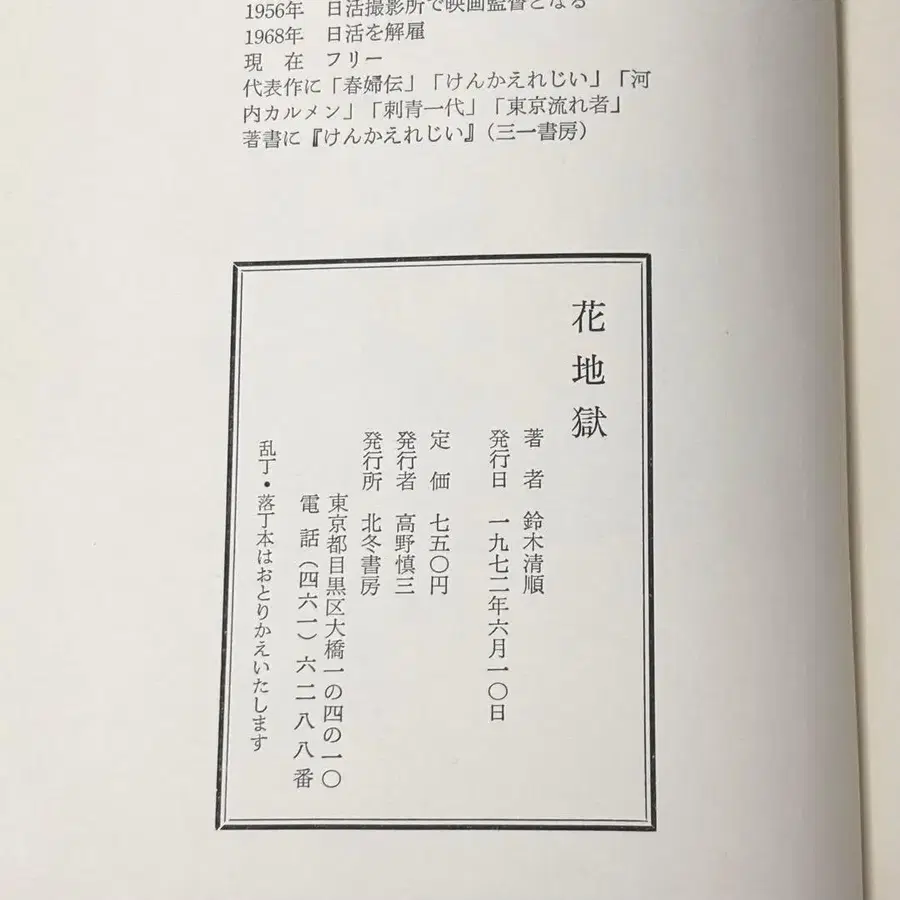 1956年 日活撮影所で映画監督となる
1968年 日活を解雇
現 在 フリー
代表作に「春婦伝」「けんかえれじい」「河
内カルメン」「刺青一代」「東京流れ者」
著書に『けんかえれじい』（三一書房）
花地獄
著 者 鈴木清順
発行日 一九七二年六月一〇日
定 価 七五〇円
発行者 高野慎三
発行所 北冬書房
東京都目黒区大橋一の四の一〇
電 話（四六一）六二八八番
乱丁・落丁本はおとりかえいたします